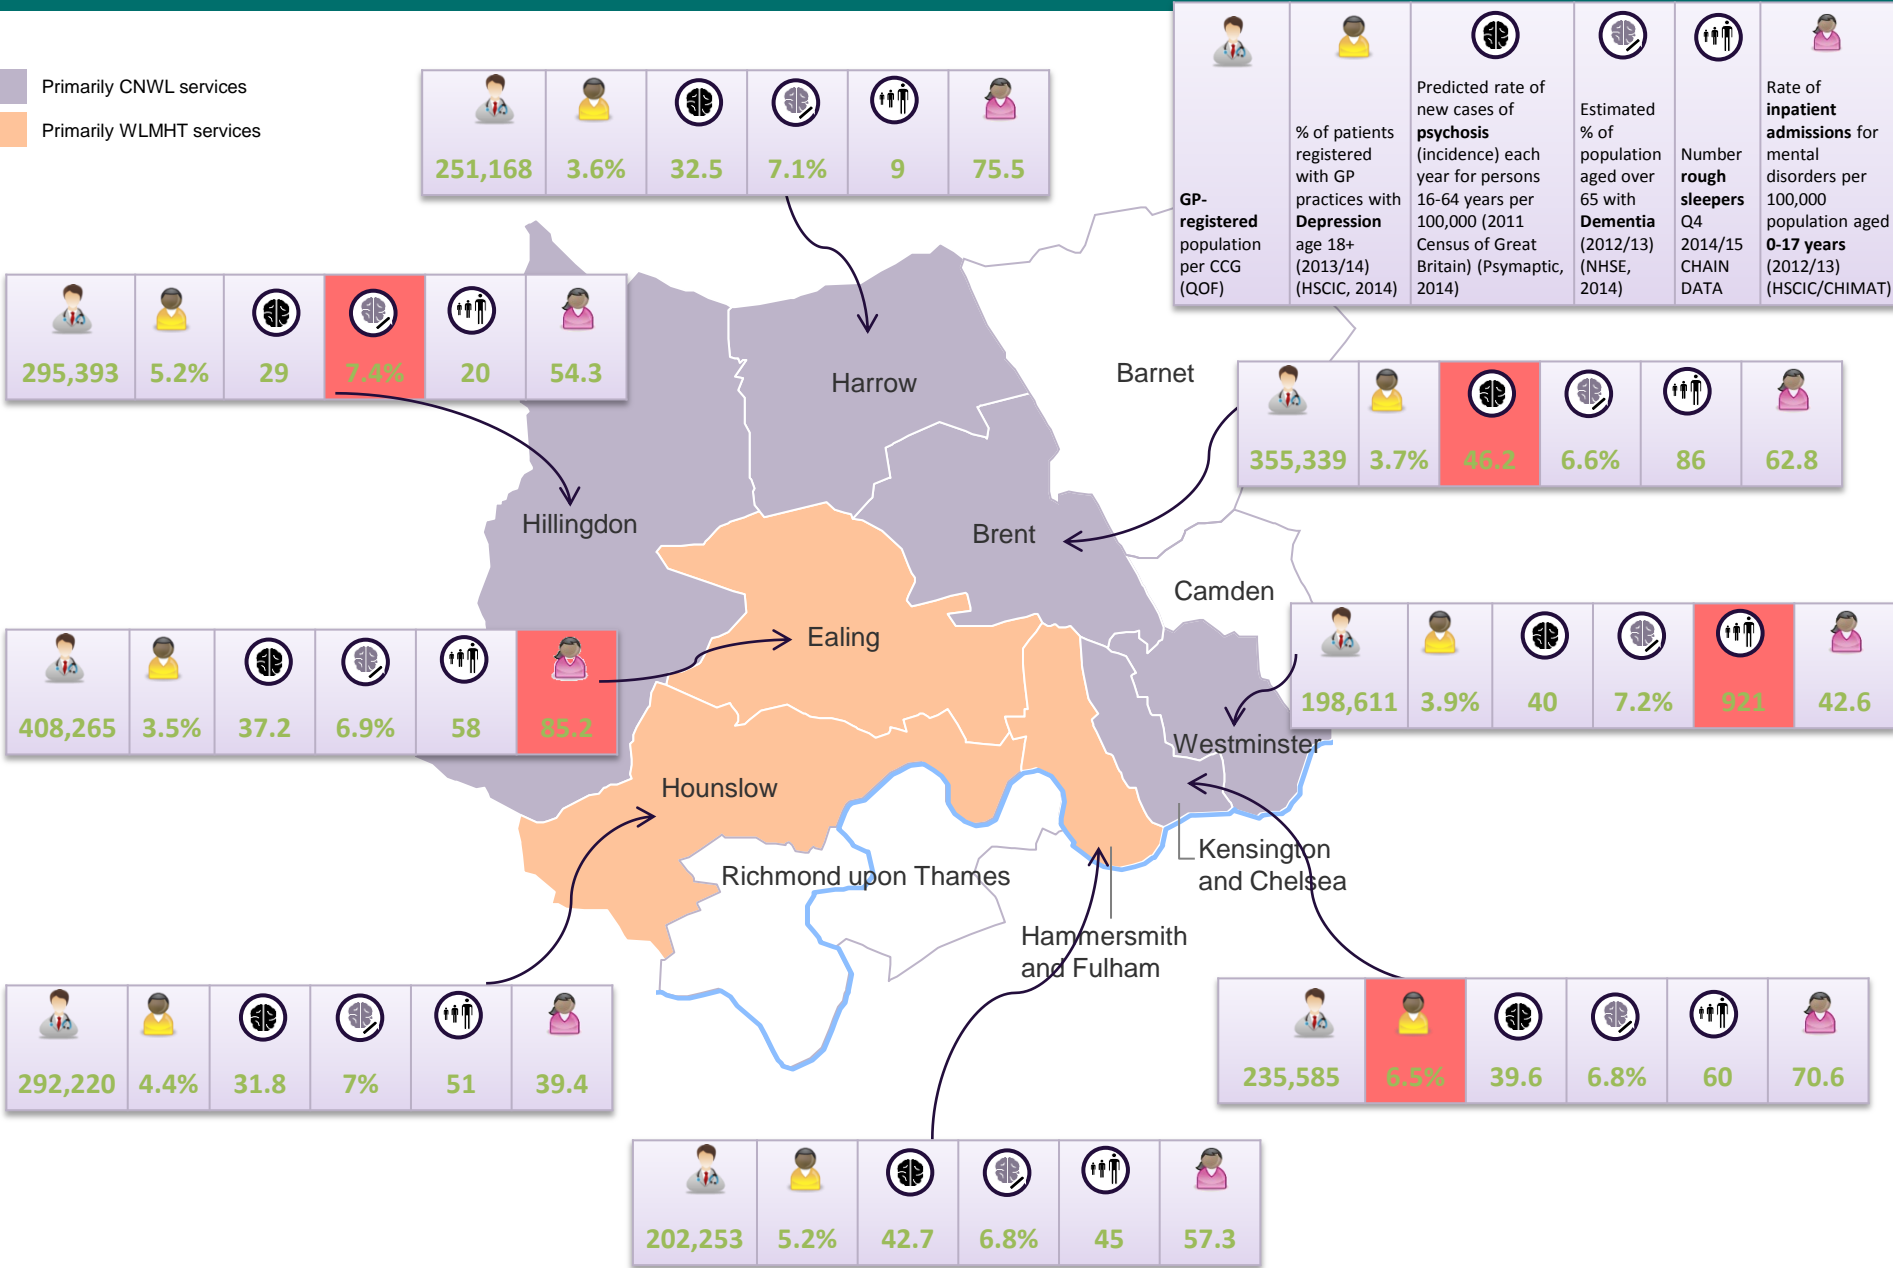 Primarily CNWL services
Primarily WLMHT services
GP-
registered
population
per CCG
(QOF)
% of patients
registered
with GP
practices with
Depression
age 18+
(2013/14)
(HSCIC, 2014)
Predicted rate of
new cases of
psychosis
(incidence) each
year for persons
16-64 years per
100,000 (2011
Census of Great
Britain) (Psymaptic,
2014)
Estimated
% of
population
aged over
65 with
Dementia
(2012/13)
(NHSE,
2014)
Number
rough
sleepers
Q4
2014/15
CHAIN
DATA
Rate of
inpatient
admissions for
mental
disorders per
100,000
population aged
0-17 years
(2012/13)
(HSCIC/CHIMAT)
251,168 3.6% 32.5 7.1% 9 75.5
295,393 5.2% 29 7.4% 20 54.3
Harrow
Barnet
355,339 3.7% 46.2 6.6% 86 62.8
Hillingdon
Brent
Camden
Ealing
408,265 3.5% 37.2 6.9% 58 85.2
198,611 3.9% 40 7.2% 921 42.6
Westminster
Hounslow
Kensington
and Chelsea
Richmond upon Thames
Hammersmith
and Fulham
292,220 4.4% 31.8 7% 51 39.4
235,585 6.5% 39.6 6.8% 60 70.6
202,253 5.2% 42.7 6.8% 45 57.3